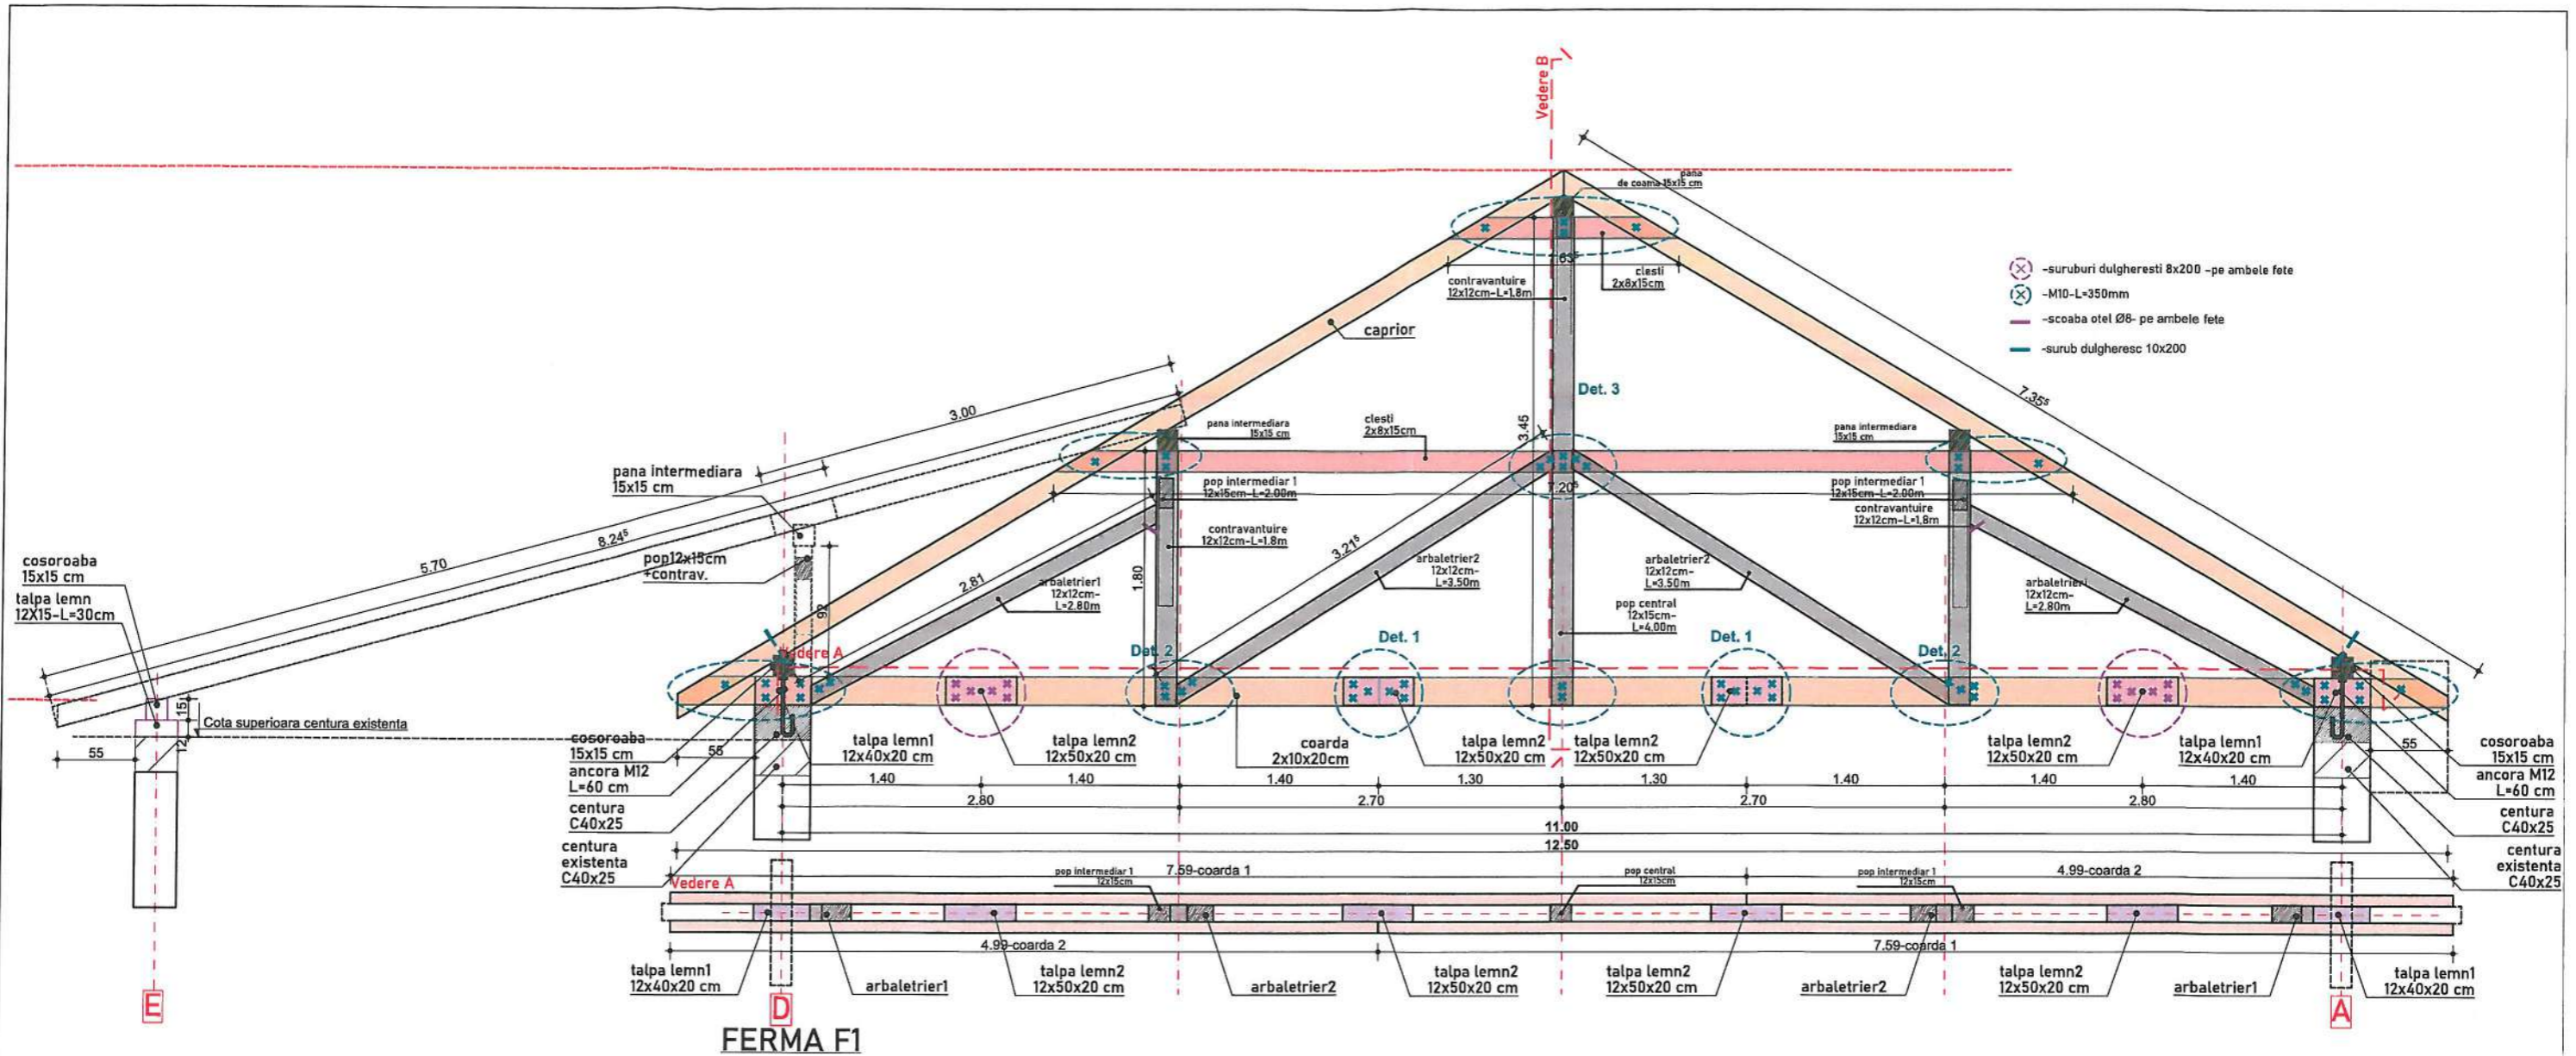 Vedere B
pana
de coama 15x15 cm
contravantuire
12x12cm-L=1.8m
clesti
2x8x15cm
caprior
-suruburi dulgheresti 8x200 -pe ambele fete
-M10-L=350mm
-scoaba otel Ø8- pe ambele fete
-surub dulgheresc 10x200
7.35⁵
3.00
Det. 3
3.45
pana intermediara
15x15 cm
clesti
2x8x15cm
pana intermediara
15x15 cm
pana intermediara
15x15 cm
pop intermediar 1
12x15cm-L=2.00m
7.20⁵
pop intermediar 1
12x15cm-L=2.00m
contravantuire
12x12cm-L=1.8m
contravantuire
12x12cm-L=1,8m
8.24⁵
5.70
pop12x15cm
+contrav.
92
2.81
1.80
3.21⁵
cosoroaba
15x15 cm
talpa lemn
12X15-L=30cm
arbaletrier1
12x12cm-
L=2.80m
arbaletrier2
12x12cm-
L=3.50m
arbaletrier2
12x12cm-
L=3.50m
12x12cm-
L=2.80m
pop central
12x15cm-
L=4.00m
Vedere A
Det. 2
Det. 1
Det. 1
Det. 2
15
12
Cota superioara centura existenta
55
55
55
cosoroaba
15x15 cm
ancora M12
L=60 cm
centura
C40x25
centura
existenta
C40x25
talpa lemn1
12x40x20 cm
talpa lemn2
12x50x20 cm
coarda
2x10x20cm
talpa lemn2
12x50x20 cm
talpa lemn2
12x50x20 cm
talpa lemn2
12x50x20 cm
talpa lemn1
12x40x20 cm
cosoroaba
15x15 cm
ancora M12
L=60 cm
centura
C40x25
centura
existenta
C40x25
1.40
1.40
1.40
1.30
1.30
1.40
1.40
1.40
2.80
2.70
2.70
2.80
11.00
12.50
7.59-coarda 1
4.99-coarda 2
Vedere A
pop intermediar 1
12x15cm
pop central
12x15cm
pop intermediar 1
12x15cm
4.99-coarda 2
7.59-coarda 1
talpa lemn1
12x40x20 cm
arbaletrier1
talpa lemn2
12x50x20 cm
arbaletrier2
talpa lemn2
12x50x20 cm
talpa lemn2
12x50x20 cm
arbaletrier2
talpa lemn2
12x50x20 cm
arbaletrier1
talpa lemn1
12x40x20 cm
E
D
A
FERMA F1